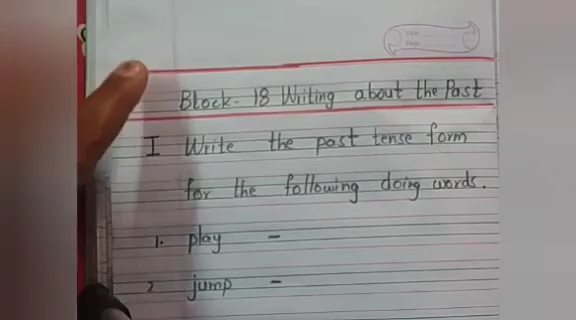 Block- 18 Writing about the Past
I Write the past tense form
for the following doing words.
1. play -
2 jump -